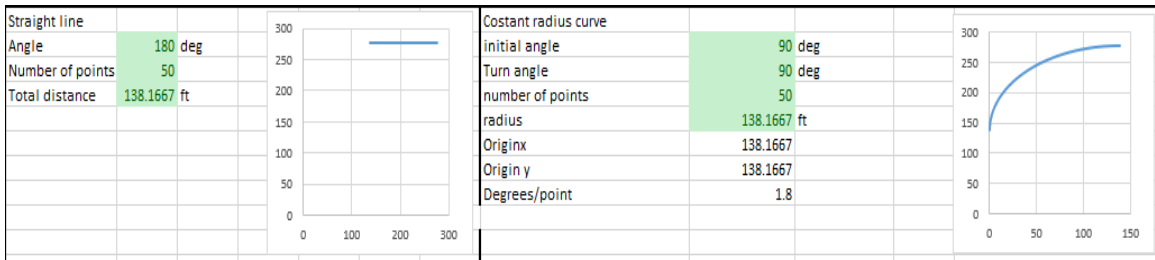 Straight line
Angle 180 deg
Number of points 50
Total distance 138.1667 ft
300
250
200
150
100
50
0
0 100 200 300
Costant radius curve
initial angle 90 deg
Turn angle 90 deg
number of points 50
radius 138.1667 ft
Originx 138.1667
Origin y 138.1667
Degrees/point 1.8
300
250
200
150
100
50
0
0 50 100 150